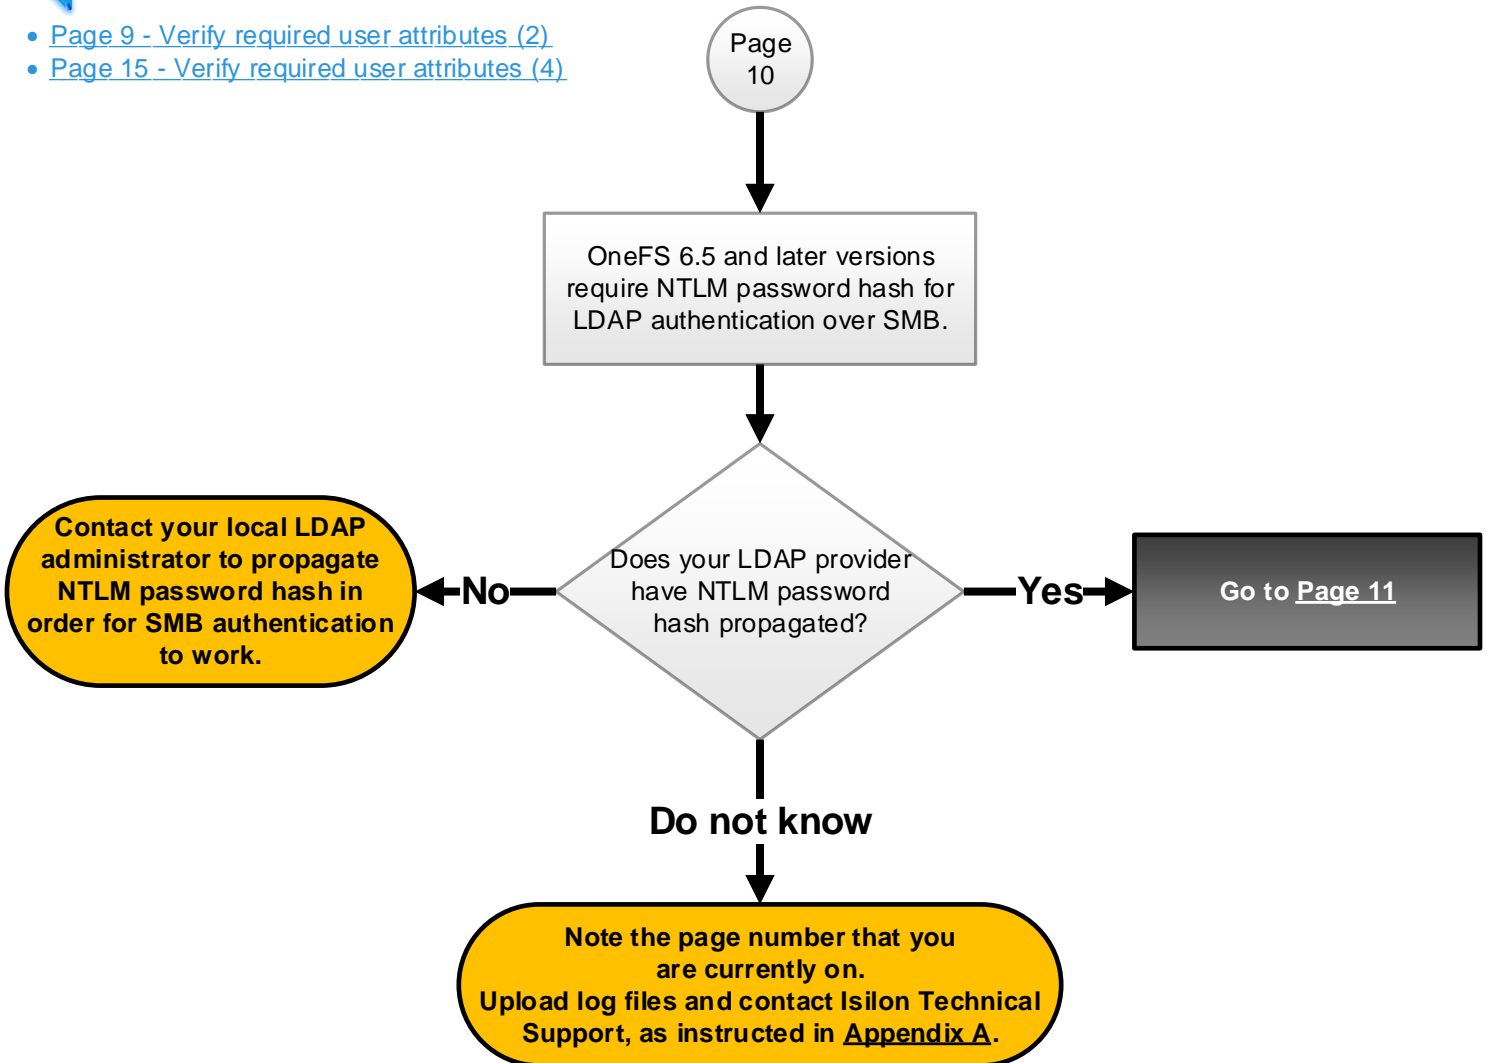 Page 9 - Verify required user attributes (2)
Page 15 - Verify required user attributes (4)
Page
10
OneFS 6.5 and later versions
require NTLM password hash for
LDAP authentication over SMB.
Does your LDAP provider
have NTLM password
hash propagated?
No
Contact your local LDAP
administrator to propagate
NTLM password hash in
order for SMB authentication
to work.
Yes
Go to Page 11
Do not know
Note the page number that you
are currently on.
Upload log files and contact Isilon Technical
Support, as instructed in Appendix A.